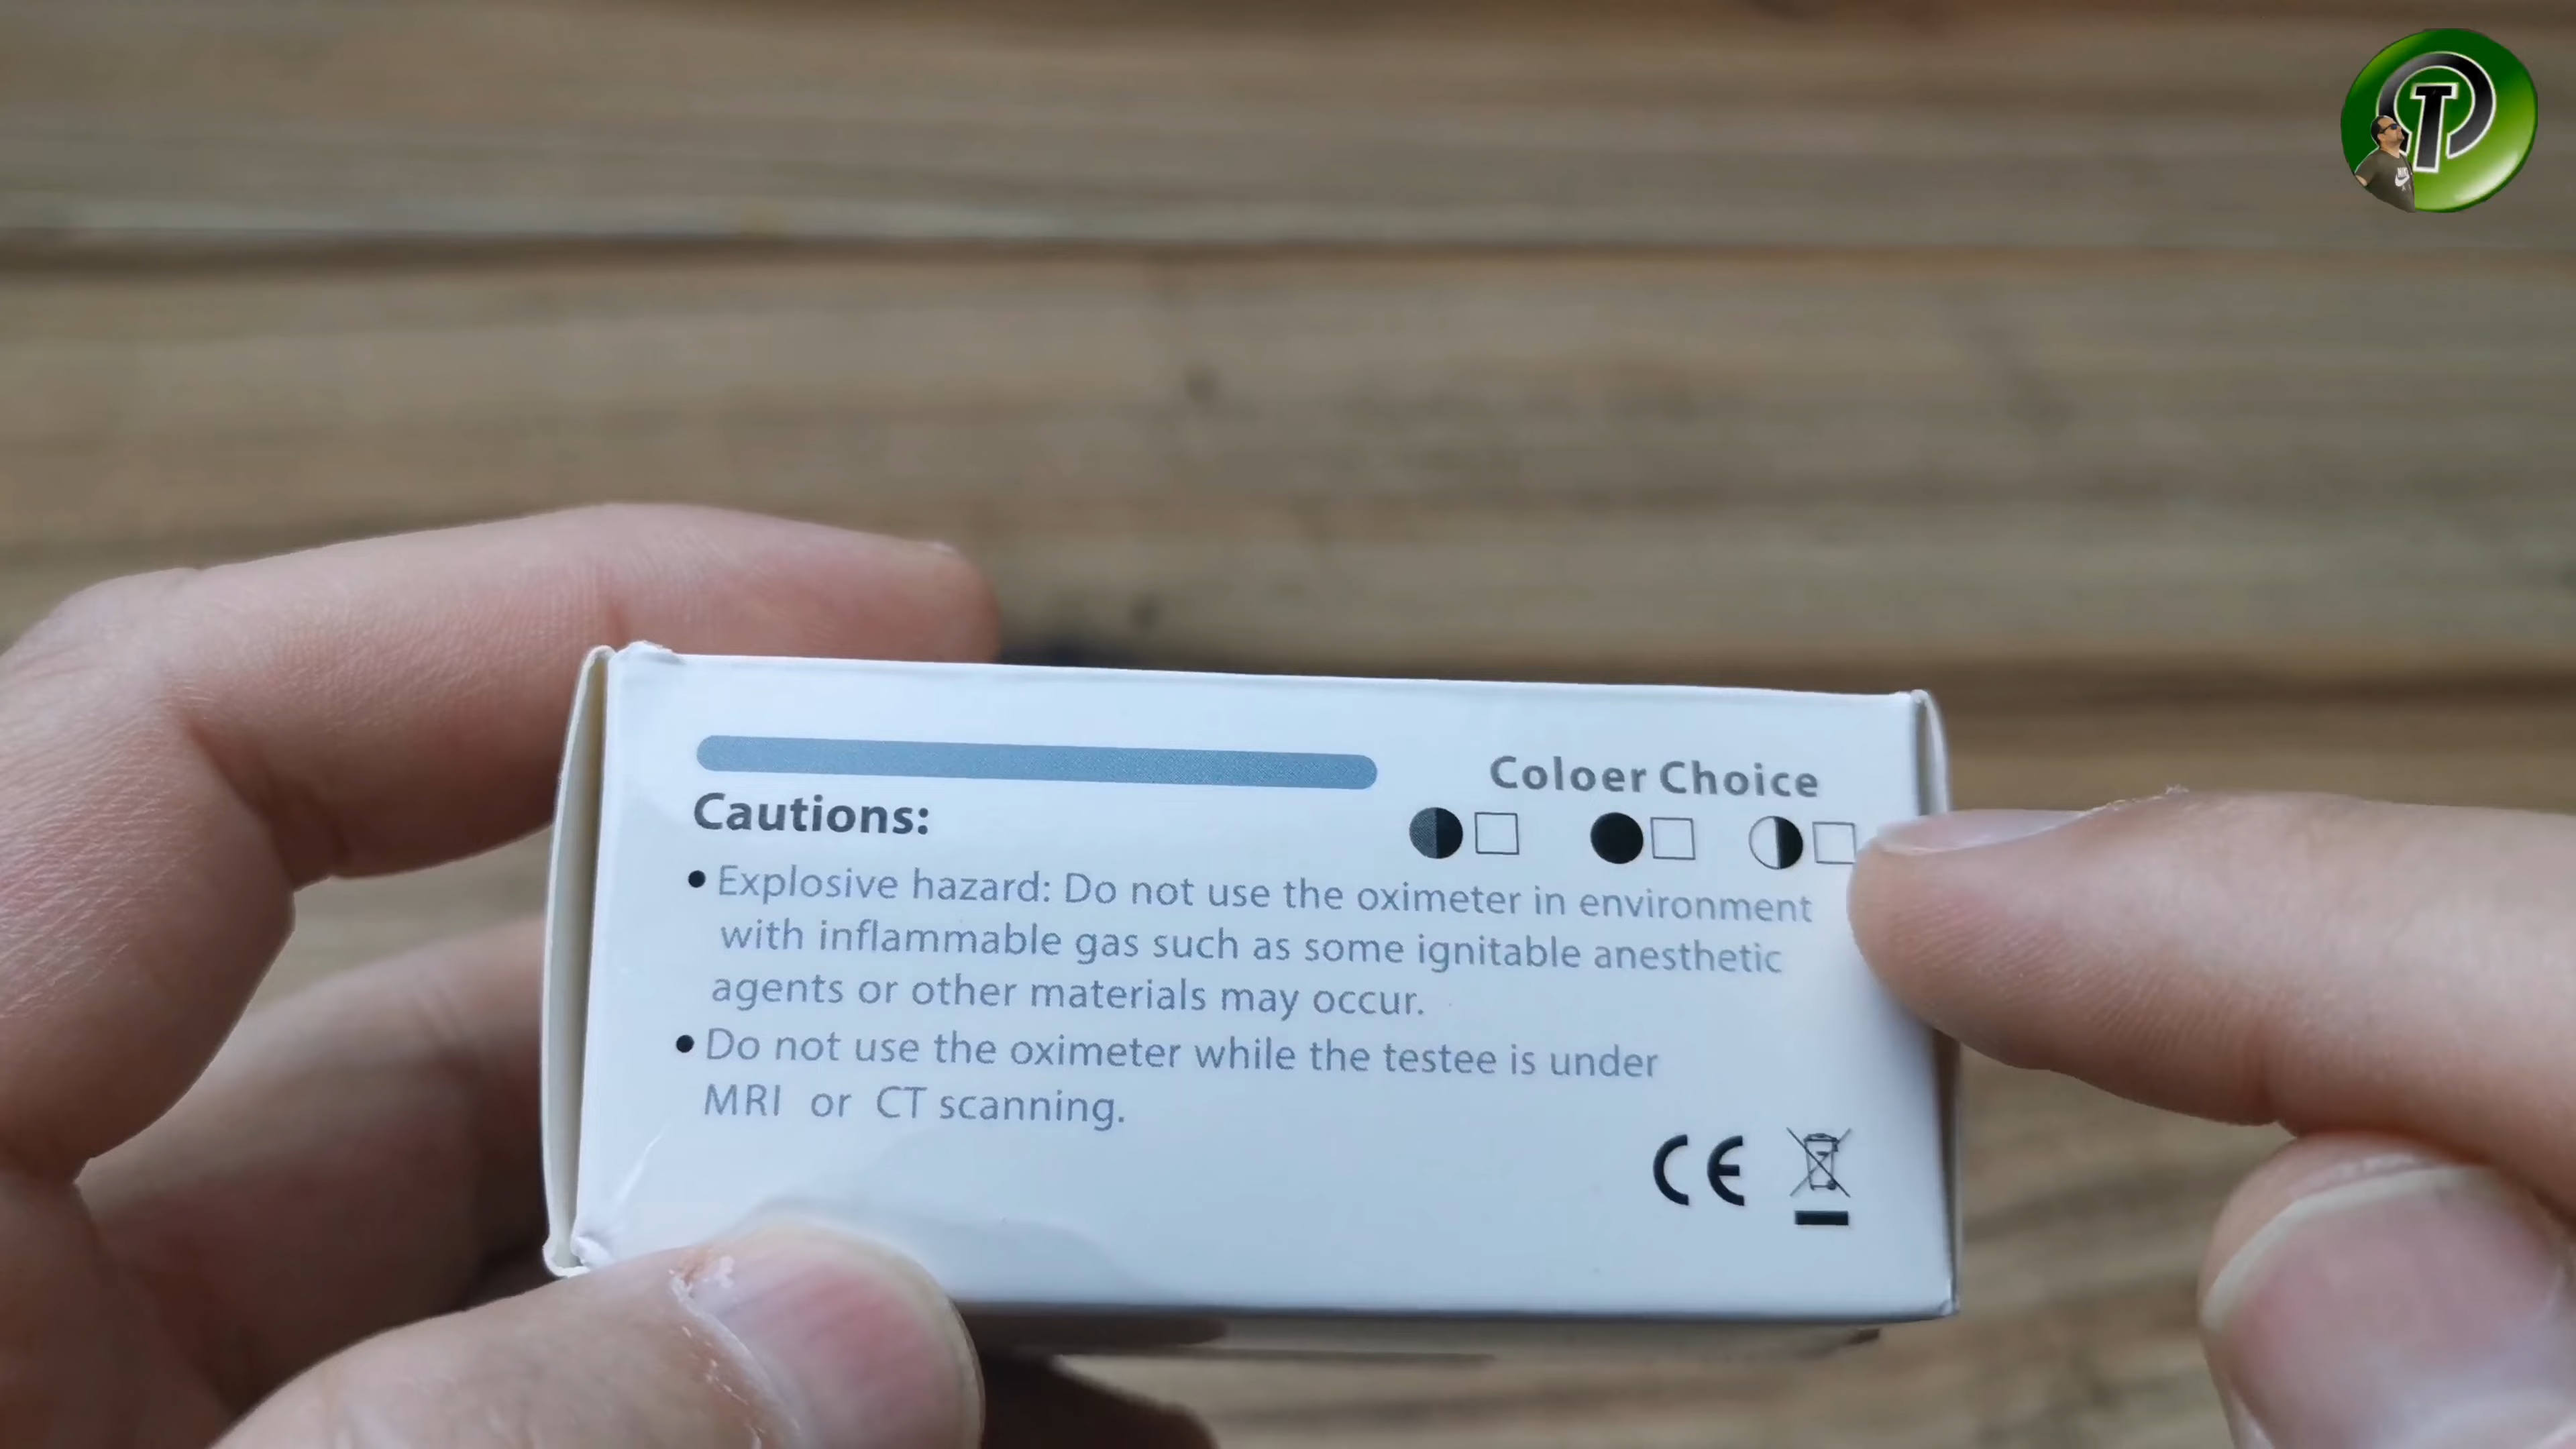 Coloer Choice
Cautions:
• Explosive hazard: Do not use the oximeter in environment
with inflammable gas such as some ignitable anesthetic
agents or other materials may occur.
• Do not use the oximeter while the testee is under
MRI or CT scanning.
CE